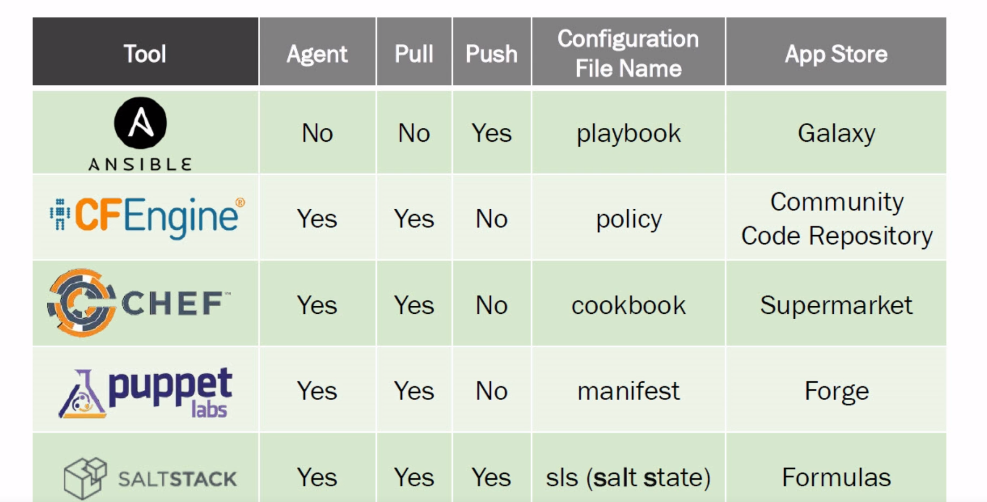 Tool Agent Pull Push Configuration File Name App Store
ANSIBLE No No Yes playbook Galaxy
CFEngine® Yes Yes No policy Community Code Repository
CHEF™ Yes Yes No cookbook Supermarket
puppet labs Yes Yes No manifest Forge
SALTSTACK Yes Yes Yes sls (salt state) Formulas